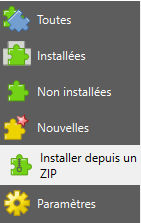 Toutes
Installées
Non installées
Nouvelles
Installer depuis un
ZIP
Paramètres